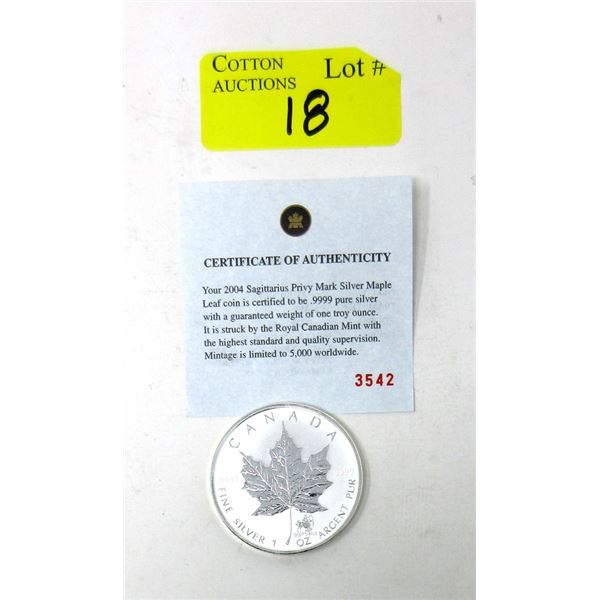 COTTON Lot #
AUCTIONS
18
CERTIFICATE OF AUTHENTICITY
Your 2004 Sagittarius Privy Mark Silver Maple
Leaf coin is certified to be .9999 pure silver
with a guaranteed weight of one troy ounce.
It is struck by the Royal Canadian Mint with
the highest standard and quality supervision.
Mintage is limited to 5,000 worldwide.
3542
CANADA
9999 9999
FINE SILVER 1 OZ ARGENT PUR